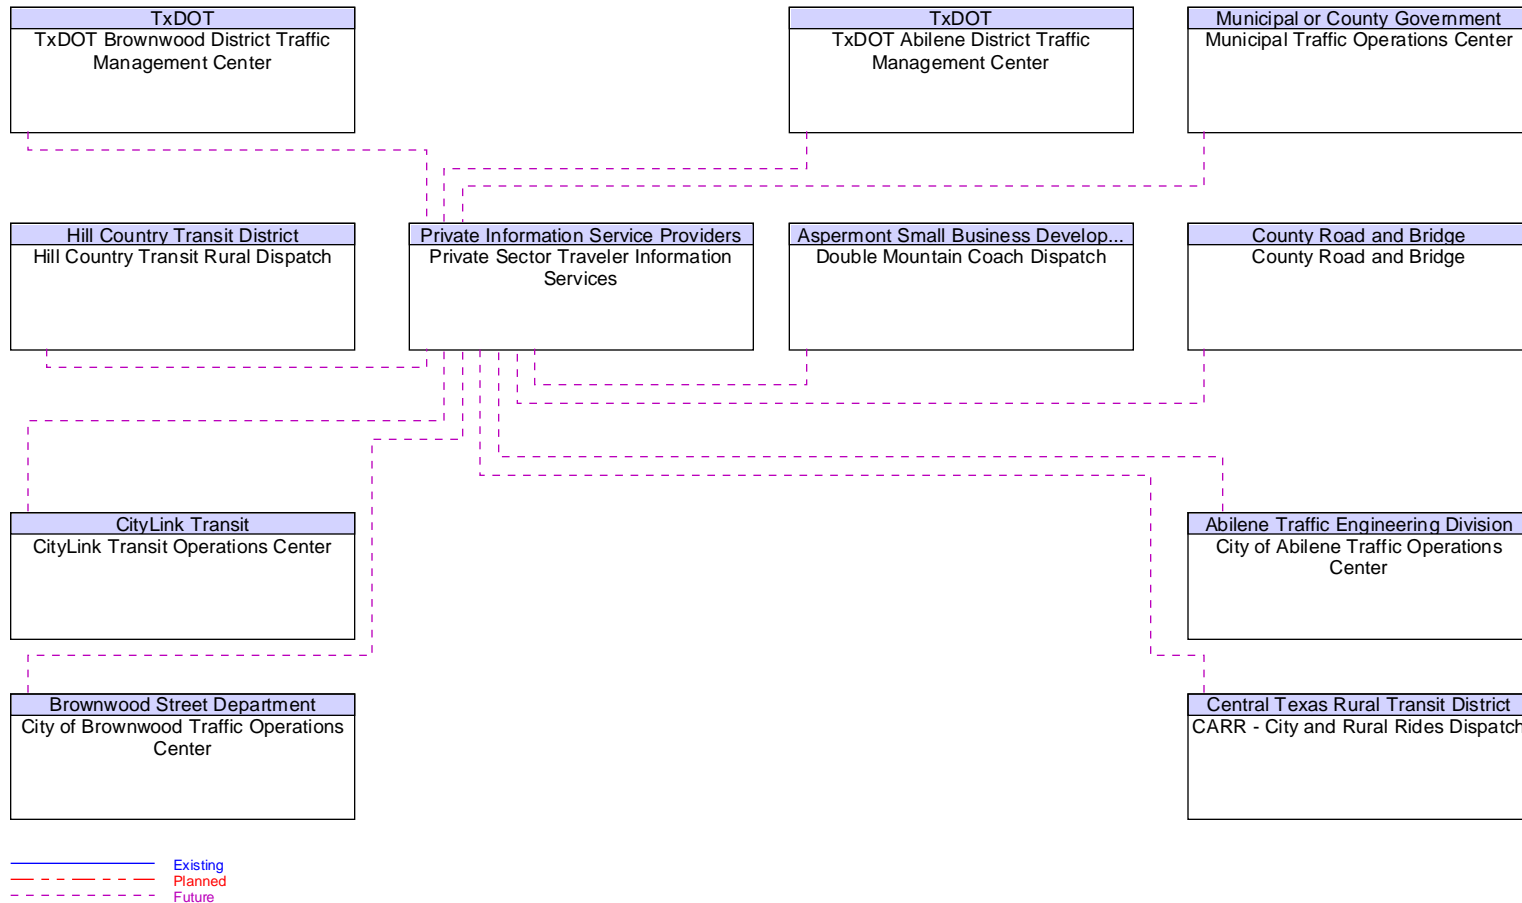 TxDOT
TxDOT Brownwood District Traffic
Management Center
TxDOT
TxDOT Abilene District Traffic
Management Center
Municipal or County Government
Municipal Traffic Operations Center
Hill Country Transit District
Hill Country Transit Rural Dispatch
Private Information Service Providers
Private Sector Traveler Information
Services
Aspermont Small Business Develop...
Double Mountain Coach Dispatch
County Road and Bridge
County Road and Bridge
CityLink Transit
CityLink Transit Operations Center
Abilene Traffic Engineering Division
City of Abilene Traffic Operations
Center
Brownwood Street Department
City of Brownwood Traffic Operations
Center
Central Texas Rural Transit District
CARR - City and Rural Rides Dispatch
Existing
Planned
Future